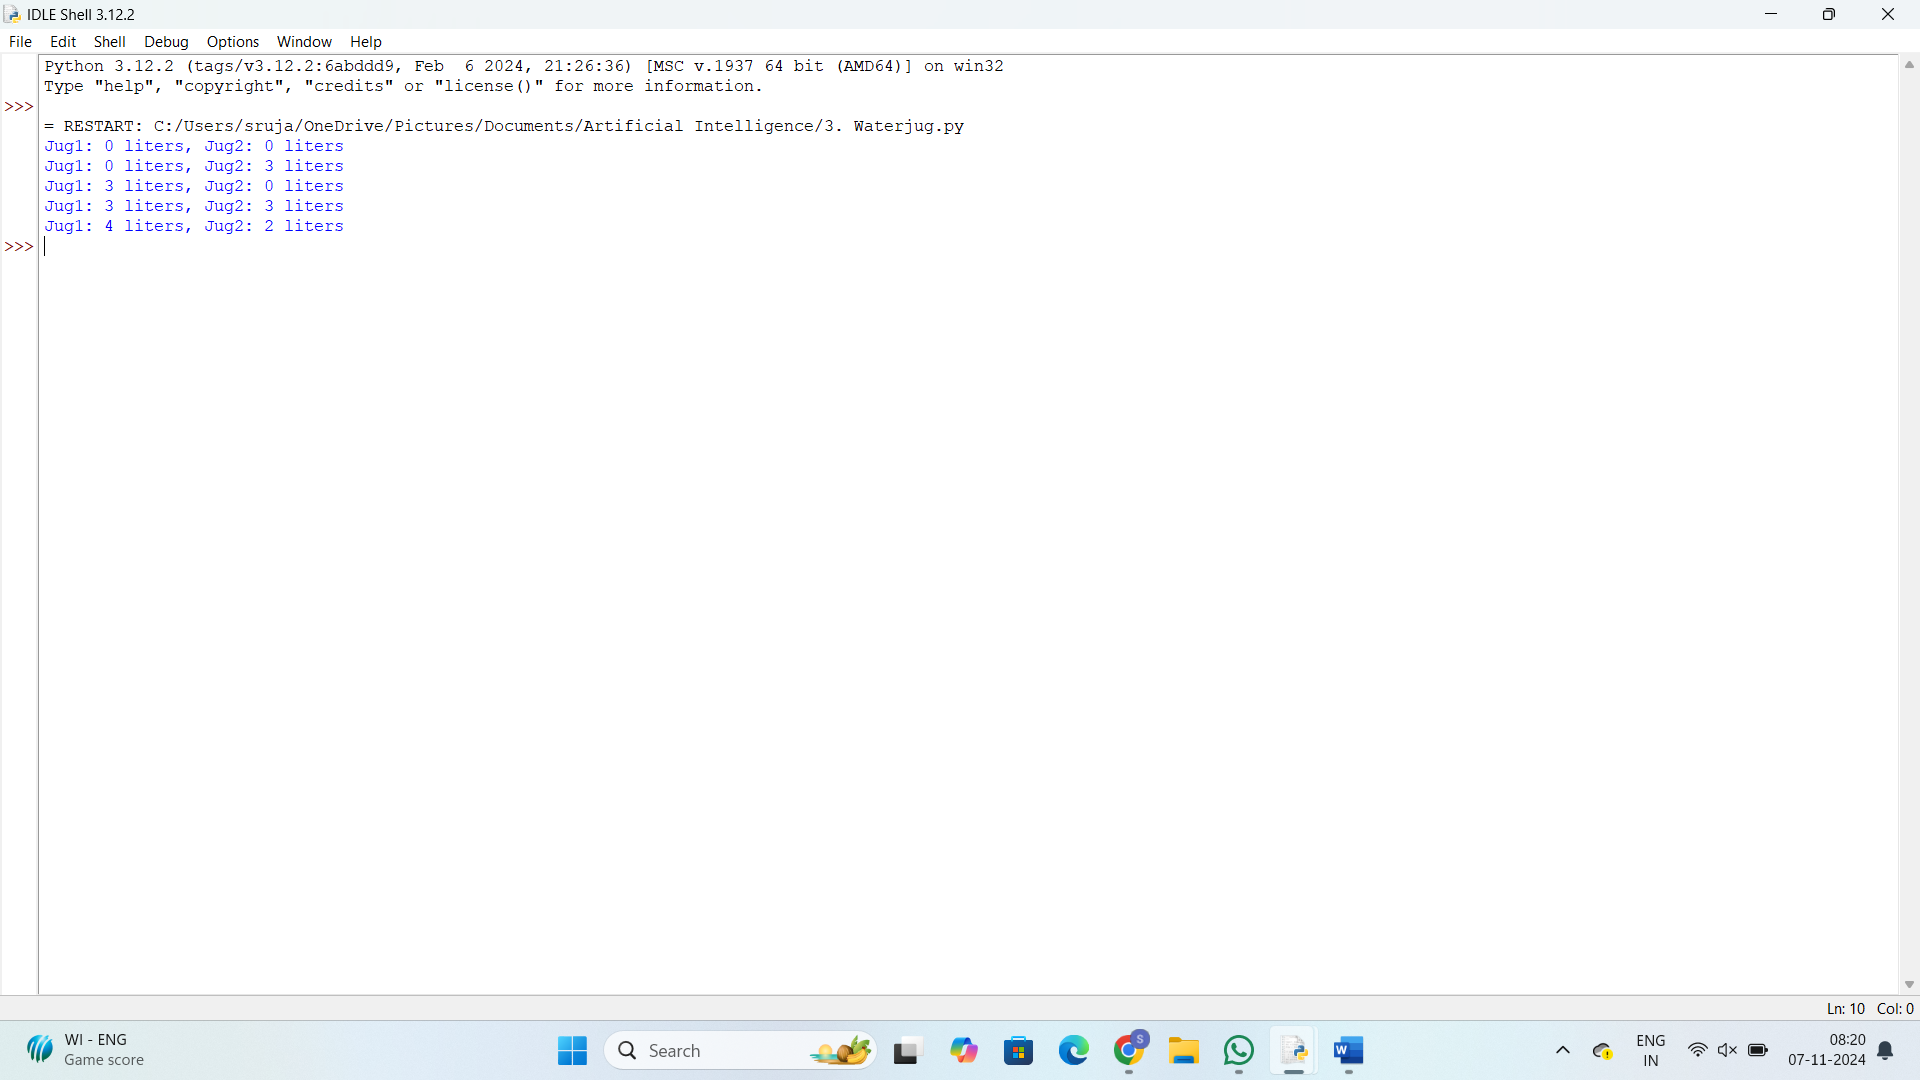 IDLE Shell 3.12.2
File Edit Shell Debug Options Window Help
Python 3.12.2 (tags/v3.12.2:6abddd9, Feb  6 2024, 21:26:36) [MSC v.1937 64 bit (AMD64)] on win32
Type "help", "copyright", "credits" or "license()" for more information.
>>>
= RESTART: C:/Users/sruja/OneDrive/Pictures/Documents/Artificial Intelligence/3. Waterjug.py
Jug1: 0 liters, Jug2: 0 liters
Jug1: 0 liters, Jug2: 3 liters
Jug1: 3 liters, Jug2: 0 liters
Jug1: 3 liters, Jug2: 3 liters
Jug1: 4 liters, Jug2: 2 liters
>>>
Ln: 10 Col: 0
WI - ENG
Game score
Search
S
W
ENG
IN
08:20
07-11-2024